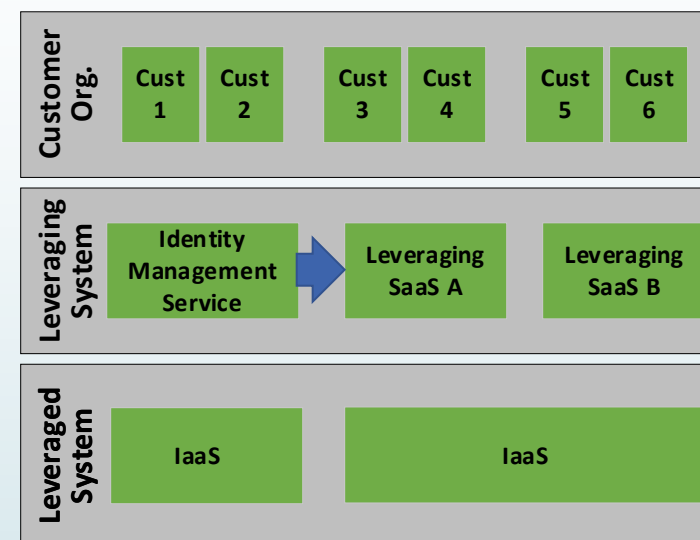 Customer
Org.
Cust
1
Cust
2
Cust
3
Cust
4
Cust
5
Cust
6
Leveraging
System
Identity
Management
Service
Leveraging
SaaS A
Leveraging
SaaS B
Leveraged
System
IaaS
IaaS